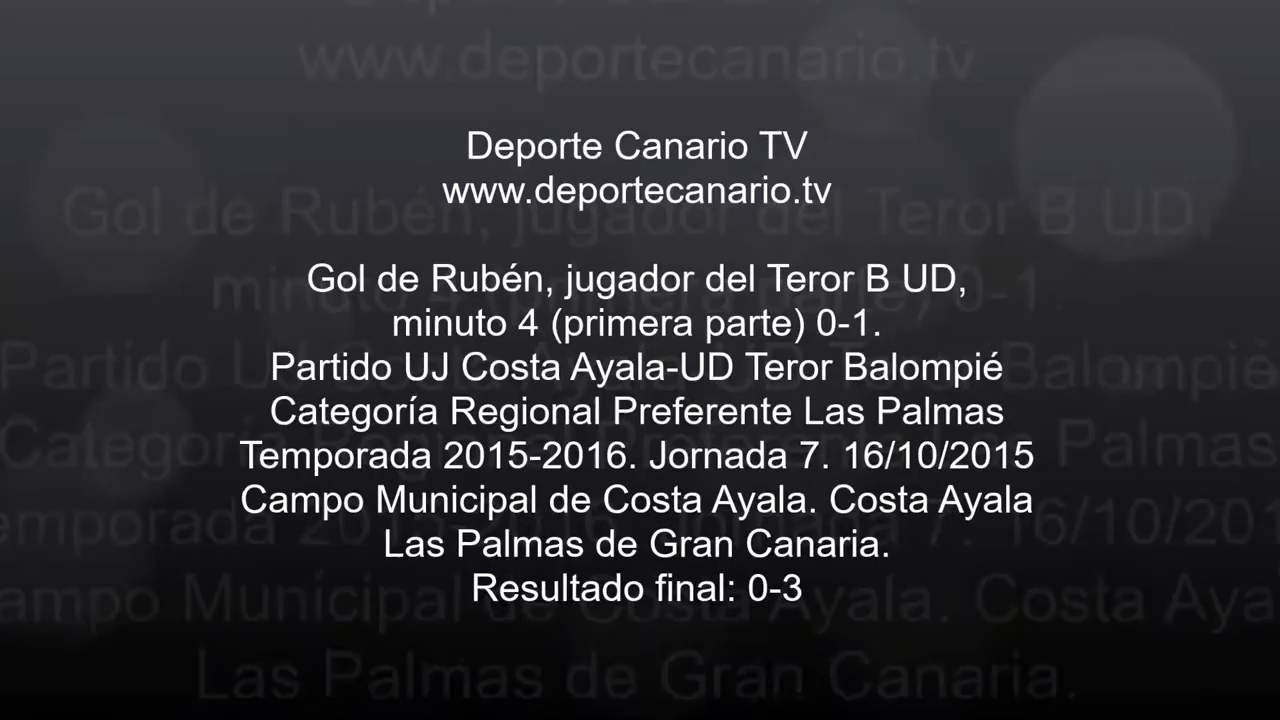 Deporte Canario TV
www.deportecanario.tv
Gol de Rubén, jugador del Teror B UD,
minuto 4 (primera parte) 0-1.
Partido UJ Costa Ayala-UD Teror Balompié
Categoría Regional Preferente Las Palmas
Temporada 2015-2016. Jornada 7. 16/10/2015
Campo Municipal de Costa Ayala. Costa Ayala
Las Palmas de Gran Canaria.
Resultado final: 0-3